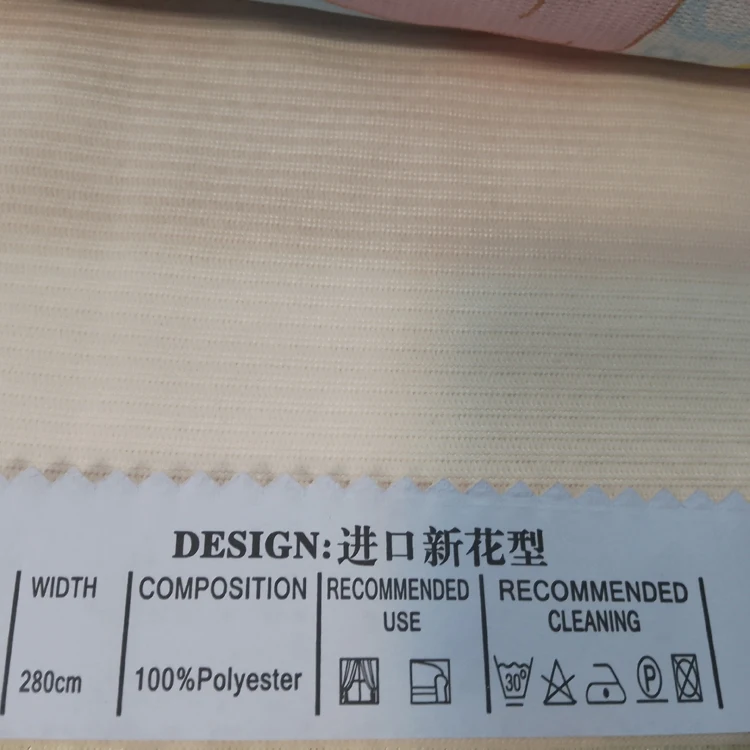 DESIGN:进口新花型
WIDTH
COMPOSITION
RECOMMENDED
USE
RECOMMENDED
CLEANING
280cm
100%Polyester
30°
P